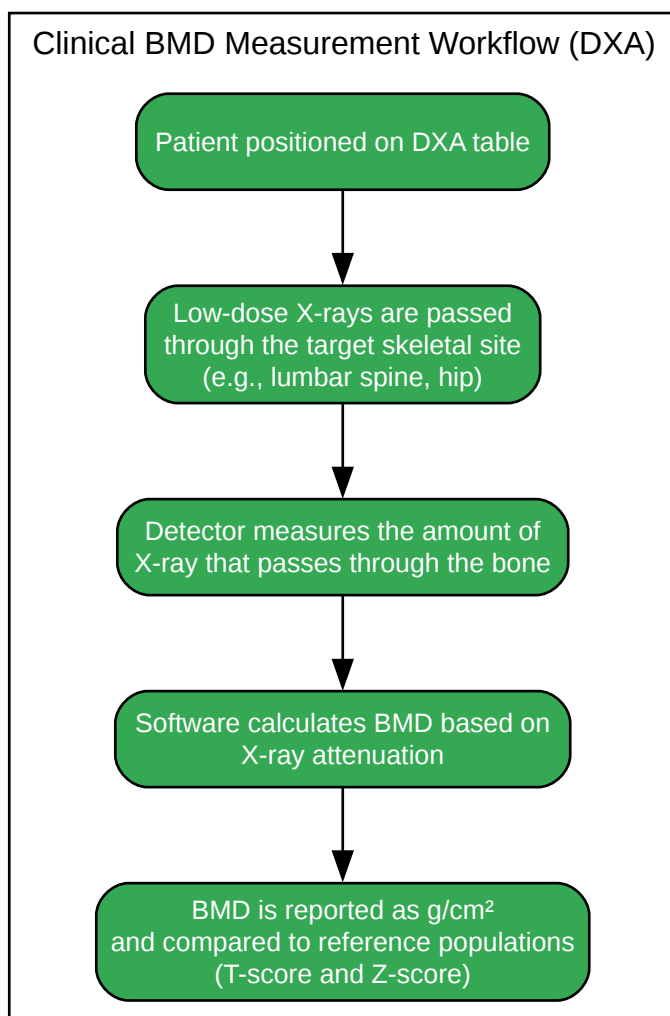 Clinical BMD Measurement Workflow (DXA)
Patient positioned on DXA table
Low-dose X-rays are passed
through the target skeletal site
(e.g., lumbar spine, hip)
Detector measures the amount of
X-ray that passes through the bone
Software calculates BMD based on
X-ray attenuation
BMD is reported as g/cm²
and compared to reference populations
(T-score and Z-score)